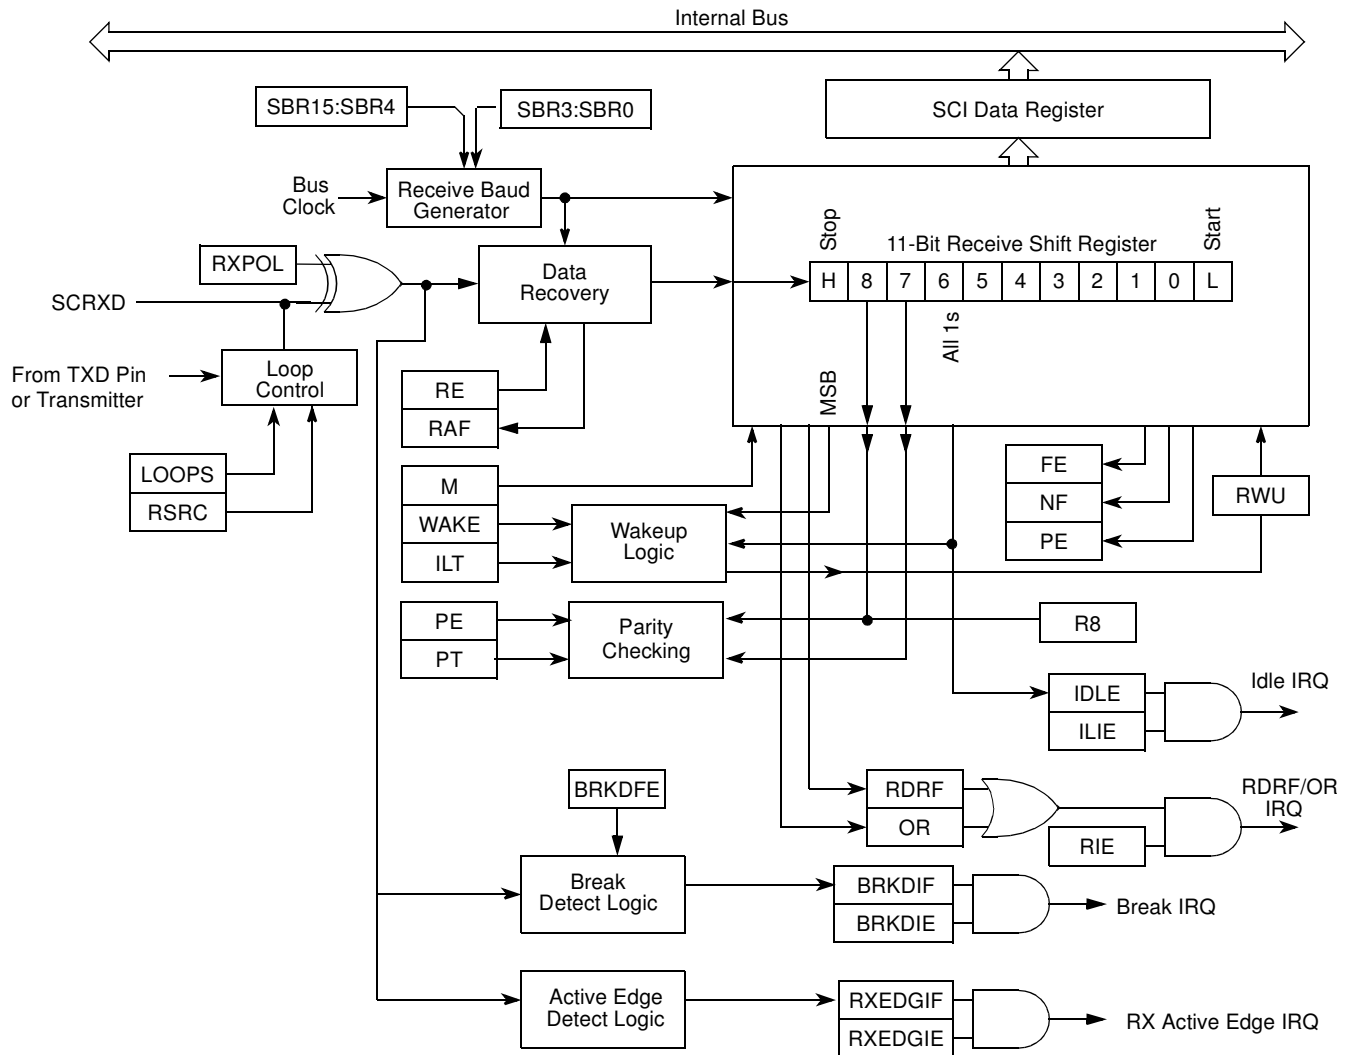 Internal Bus
SBR15:SBR4
SBR3:SBR0
SCI Data Register
Bus
Clock
Receive Baud
Generator
Stop
11-Bit Receive Shift Register
Start
RXPOL
Data
Recovery
H 8 7 6 5 4 3 2 1 0 L
SCRXD
All 1s
From TXD Pin
or Transmitter
Loop
Control
MSB
RE
RAF
LOOPS
RSRC
M
WAKE
ILT
Wakeup
Logic
FE
NF
PE
RWU
PE
PT
Parity
Checking
R8
IDLE
ILIE
Idle IRQ
BRKDFE
RDRF
OR
RIE
RDRF/OR
IRQ
Break
Detect Logic
BRKDIF
BRKDIE
Break IRQ
Active Edge
Detect Logic
RXEDGIF
RXEDGIE
RX Active Edge IRQ